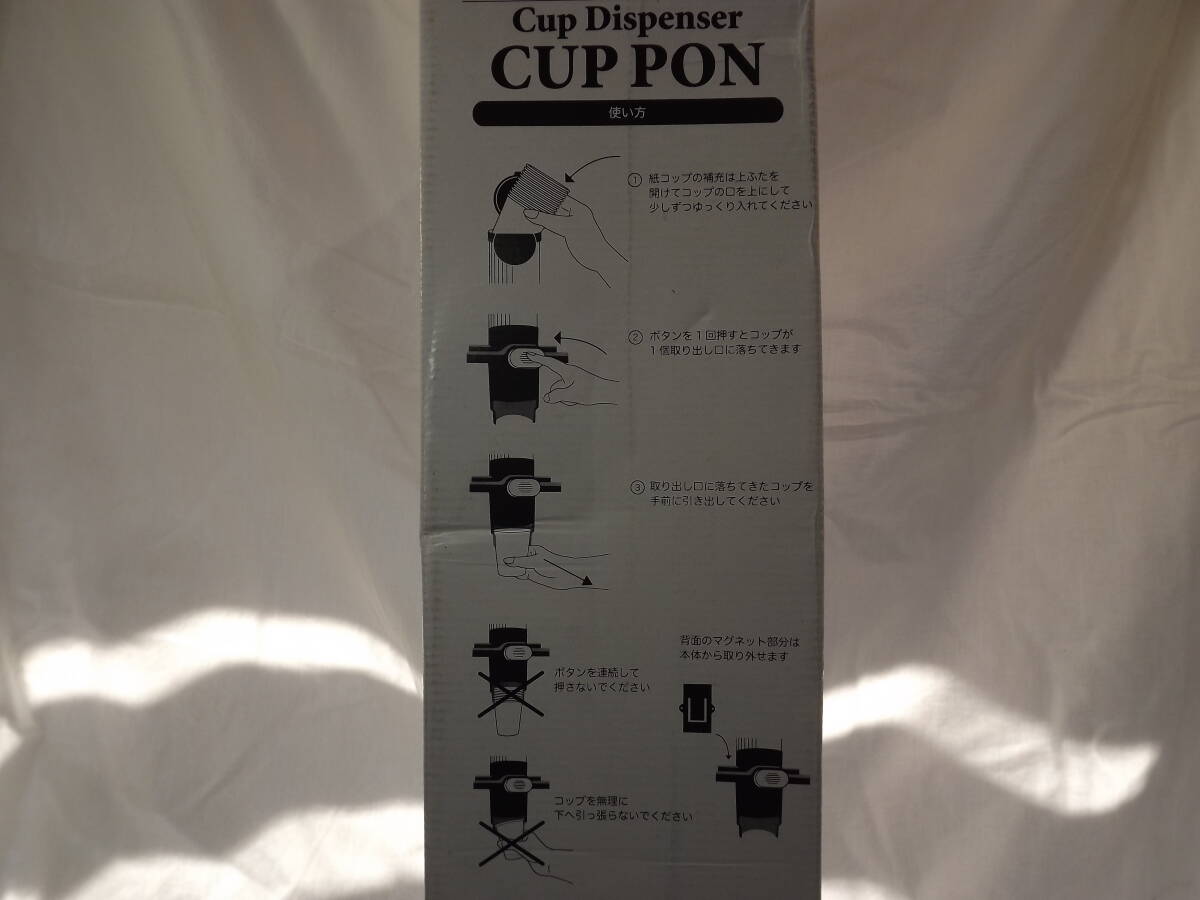 Cup Dispenser
CUP PON
使い方
① 紙コップの補充は上ふたを
開けてコップの口を上にして
少しずつゆっくり入れてください
② ボタンを1回押すとコップが
1個取り出し口に落ちてきます
③ 取り出し口に落ちてきたコップを
手前に引き出してください
ボタンを連続して
押さないでください
背面のマグネット部分は
本体から取り外せます
コップを無理に
下へ引っ張らないでください